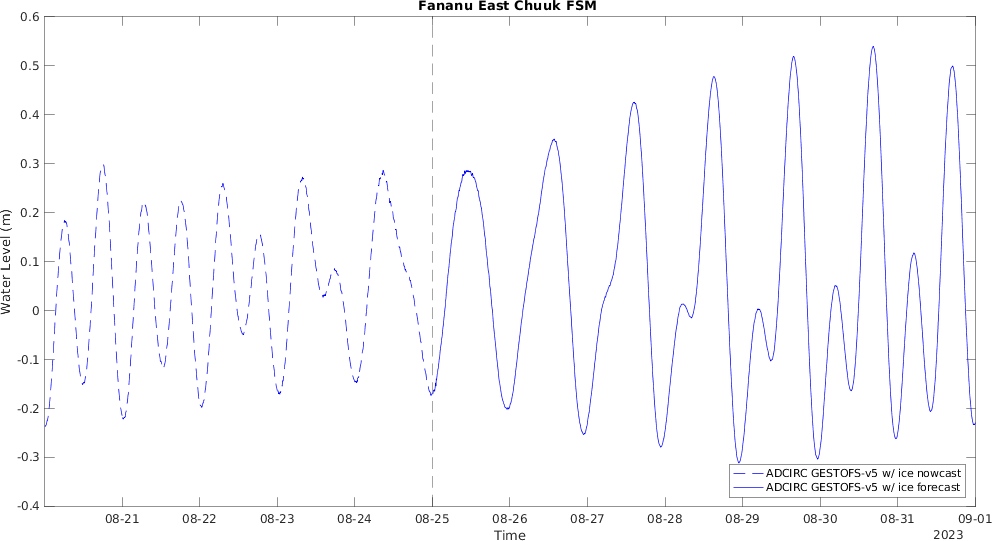 Fananu East Chuuk FSM
0.6
0.5
0.4
0.3
0.2
0.1
0
-0.1
-0.2
-0.3
-0.4
Water Level (m)
ADCIRC GESTOFS-v5 w/ ice nowcast
ADCIRC GESTOFS-v5 w/ ice forecast
08-21 08-22 08-23 08-24 08-25 08-26 08-27 08-28 08-29 08-30 08-31 09-01
Time
2023